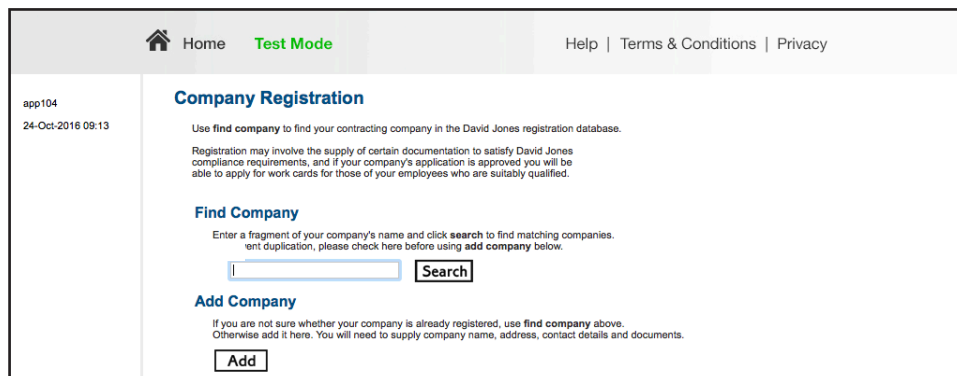 Home Test Mode Help | Terms & Conditions | Privacy
app104
24-Oct-2016 09:13
Company Registration
Use find company to find your contracting company in the David Jones registration database.
Registration may involve the supply of certain documentation to satisfy David Jones
compliance requirements, and if your company's application is approved you will be
able to apply for work cards for those of your employees who are suitably qualified.
Find Company
Enter a fragment of your company's name and click search to find matching companies.
ent duplication, please check here before using add company below.
Search
Add Company
If you are not sure whether your company is already registered, use find company above.
Otherwise add it here. You will need to supply company name, address, contact details and documents.
Add